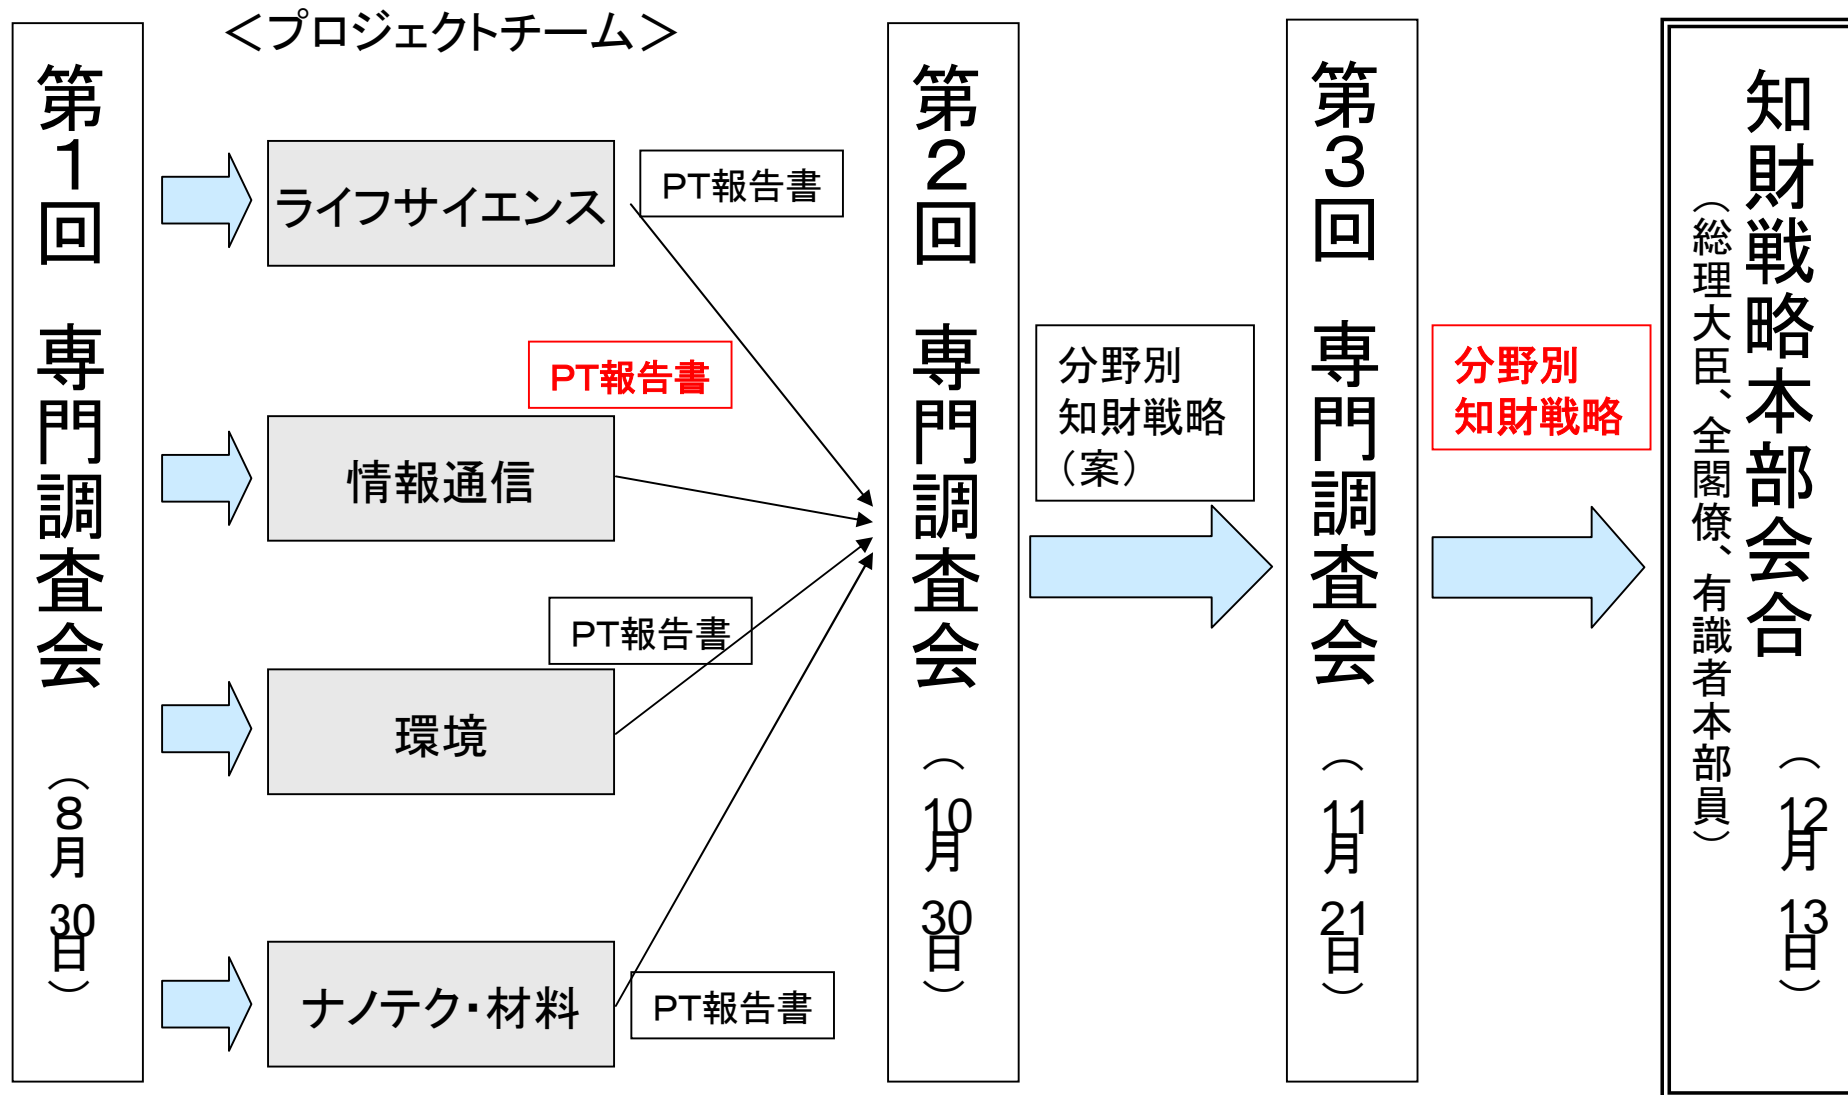 ＜プロジェクトチーム＞
第１回　専門調査会　（８月30日）
ライフサイエンス
PT報告書
情報通信
PT報告書
環境
PT報告書
ナノテク・材料
PT報告書
第２回　専門調査会　（10月30日）
分野別
知財戦略
（案）
第３回　専門調査会　（11月21日）
分野別
知財戦略
知財戦略本部会合　（12月13日）
（総理大臣、全閣僚、有識者本部員）